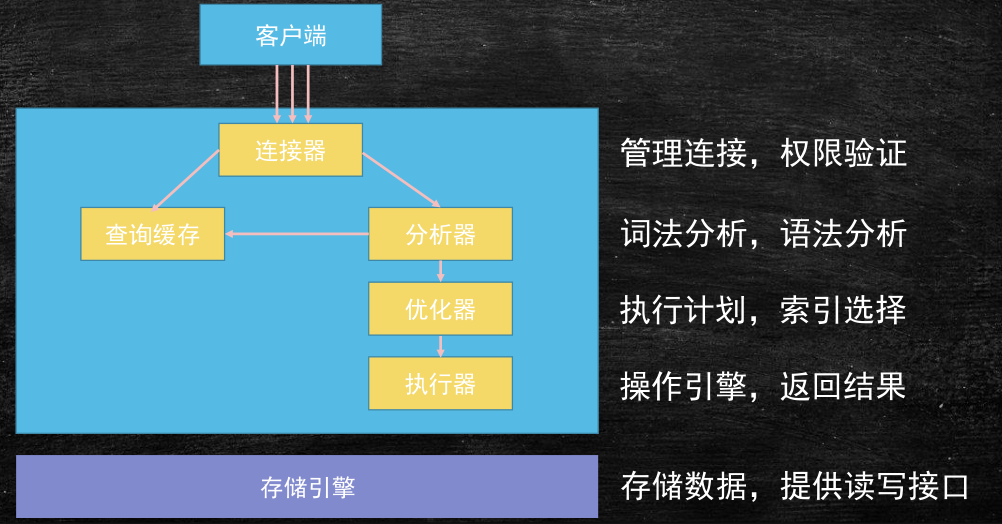 客户端
连接器
管理连接，权限验证
查询缓存
分析器
词法分析，语法分析
优化器
执行计划，索引选择
执行器
操作引擎，返回结果
存储引擎
存储数据，提供读写接口